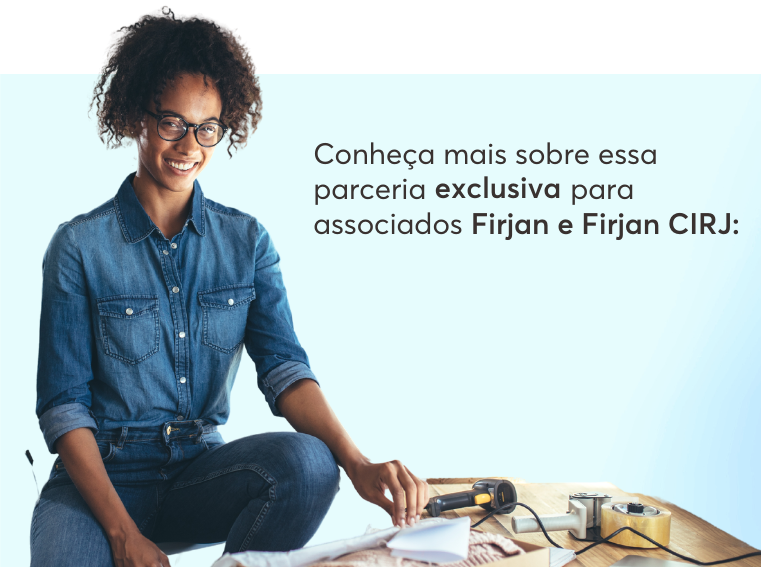 Conheça mais sobre essa
parceria exclusiva para
associados Firjan e Firjan CIRJ: